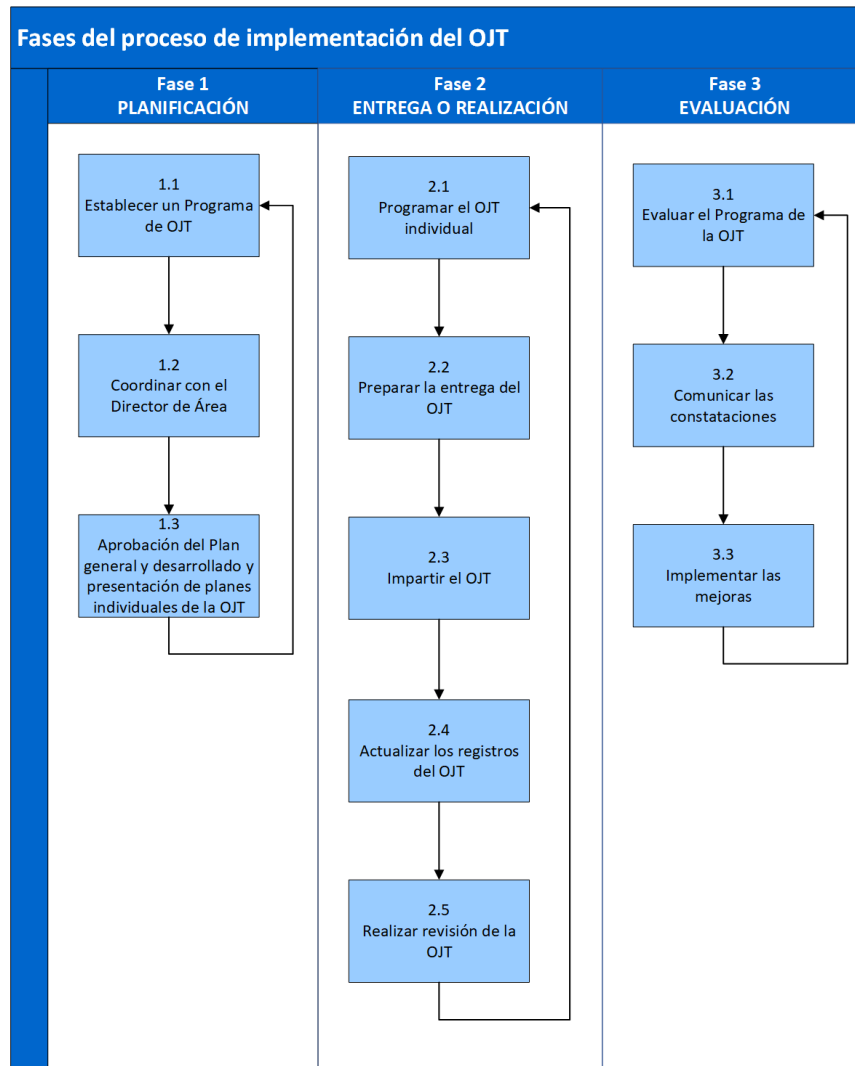 Fases del proceso de implementación del OJT
Fase 1
PLANIFICACIÓN
1.1
Establecer un Programa
de OJT
1.2
Coordinar con el
Director de Área
1.3
Aprobación del Plan
general y desarrollado y
presentación de planes
individuales de la OJT
Fase 2
ENTREGA O REALIZACIÓN
2.1
Programar el OJT
individual
2.2
Preparar la entrega del
OJT
2.3
Impartir el OJT
2.4
Actualizar los registros
del OJT
2.5
Realizar revisión de la
OJT
Fase 3
EVALUACIÓN
3.1
Evaluar el Programa de
la OJT
3.2
Comunicar las
constataciones
3.3
Implementar las
mejoras